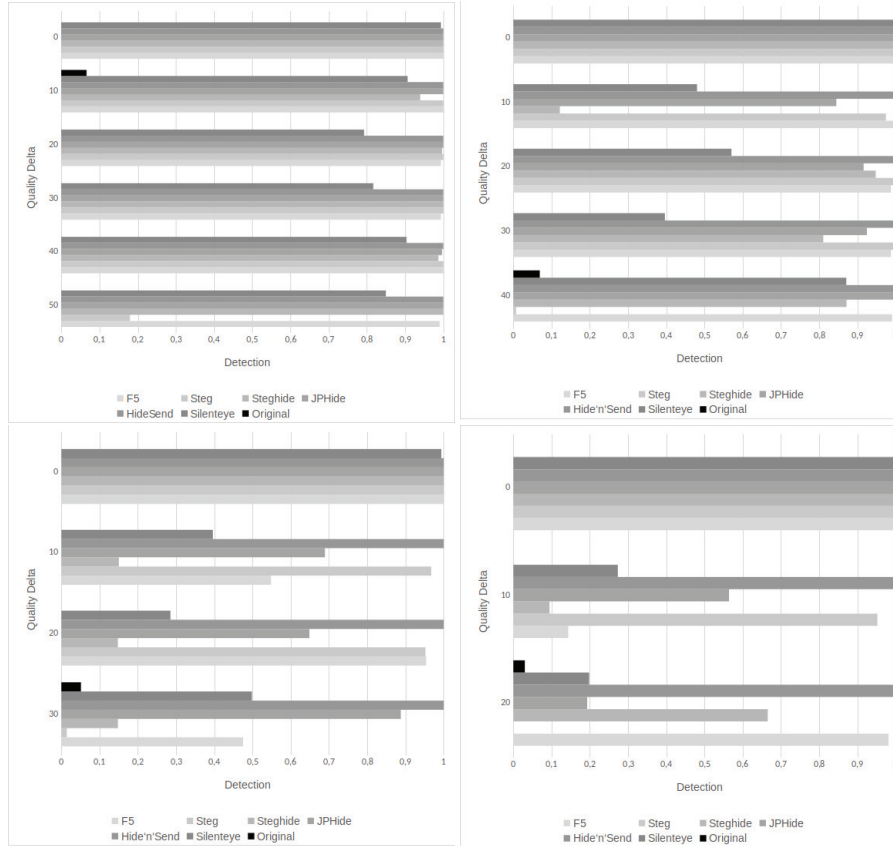 Quality Delta
0
10
20
30
40
50
0 0,1 0,2 0,3 0,4 0,5 0,6 0,7 0,8 0,9 1
Detection
F5 Steg Steghide JPHide
HideSend Silenteye Original
Quality Delta
0
10
20
30
40
0 0,1 0,2 0,3 0,4 0,5 0,6 0,7 0,8 0,9
Detection
F5 Steg Steghide JPHide
Hide'n'Send Silenteye Original
Quality Delta
0
10
20
30
0 0,1 0,2 0,3 0,4 0,5 0,6 0,7 0,8 0,9 1
Detection
F5 Steg Steghide JPHide
Hide'n'Send Silenteye Original
Quality Delta
0
10
20
0 0,1 0,2 0,3 0,4 0,5 0,6 0,7 0,8 0,9
Detection
F5 Steg Steghide JPHide
Hide'n'Send Silenteye Original